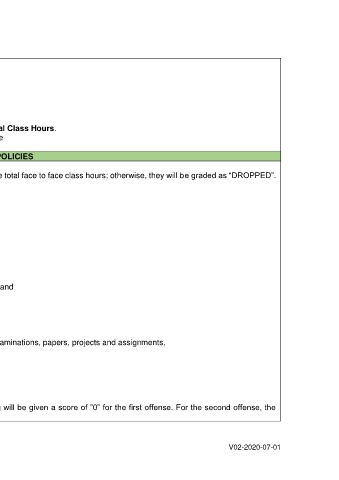 al Class Hours.
e
POLICIES
e total face to face class hours; otherwise, they will be graded as “DROPPED”.
and
aminations, papers, projects and assignments,
g will be given a score of "0" for the first offense. For the second offense, the
V02-2020-07-01